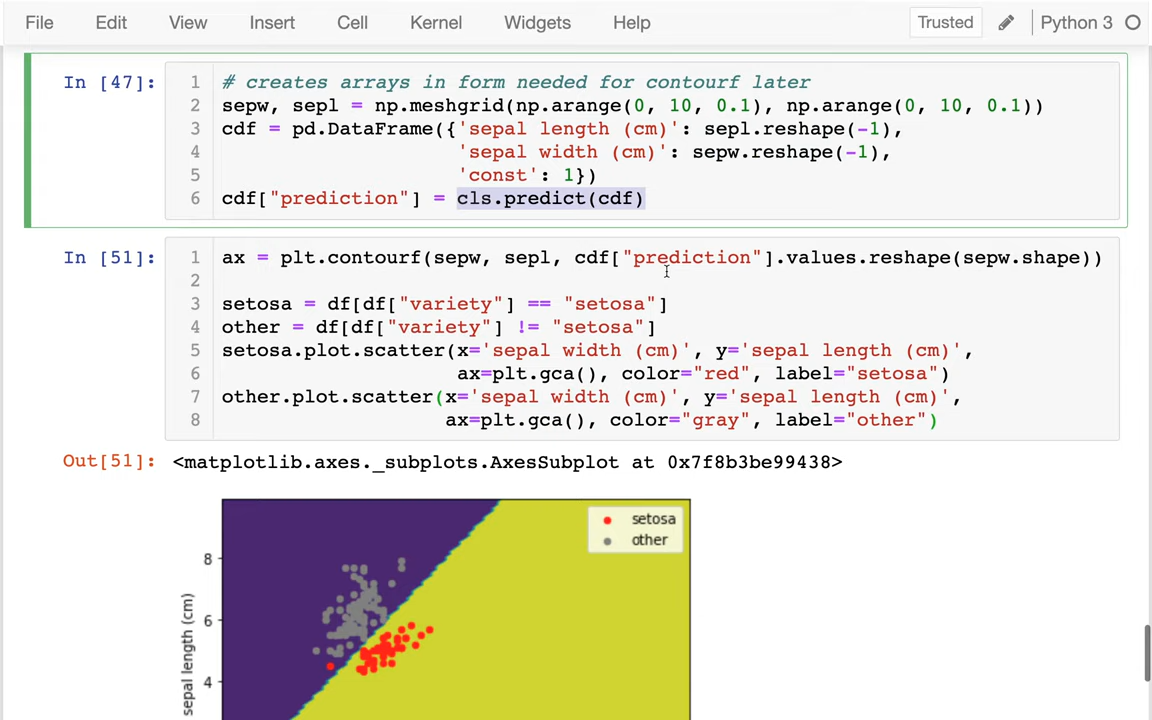 File Edit View Insert Cell Kernel Widgets Help Trusted Python 3
In [47]:
1 # creates arrays in form needed for contourf later
2 sepw, sepl = np.meshgrid(np.arange(0, 10, 0.1), np.arange(0, 10, 0.1))
3 cdf = pd.DataFrame({'sepal length (cm)': sepl.reshape(-1),
4 'sepal width (cm)': sepw.reshape(-1),
5 'const': 1})
6 cdf["prediction"] = cls.predict(cdf)
In [51]:
1 ax = plt.contourf(sepw, sepl, cdf["prediction"].values.reshape(sepw.shape))
2
3 setosa = df[df["variety"] == "setosa"]
4 other = df[df["variety"] != "setosa"]
5 setosa.plot.scatter(x='sepal width (cm)', y='sepal length (cm)',
6 ax=plt.gca(), color="red", label="setosa")
7 other.plot.scatter(x='sepal width (cm)', y='sepal length (cm)',
8 ax=plt.gca(), color="gray", label="other")
Out[51]: <matplotlib.axes._subplots.AxesSubplot at 0x7f8b3be99438>
setosa
other
8
6
4
sepal length (cm)